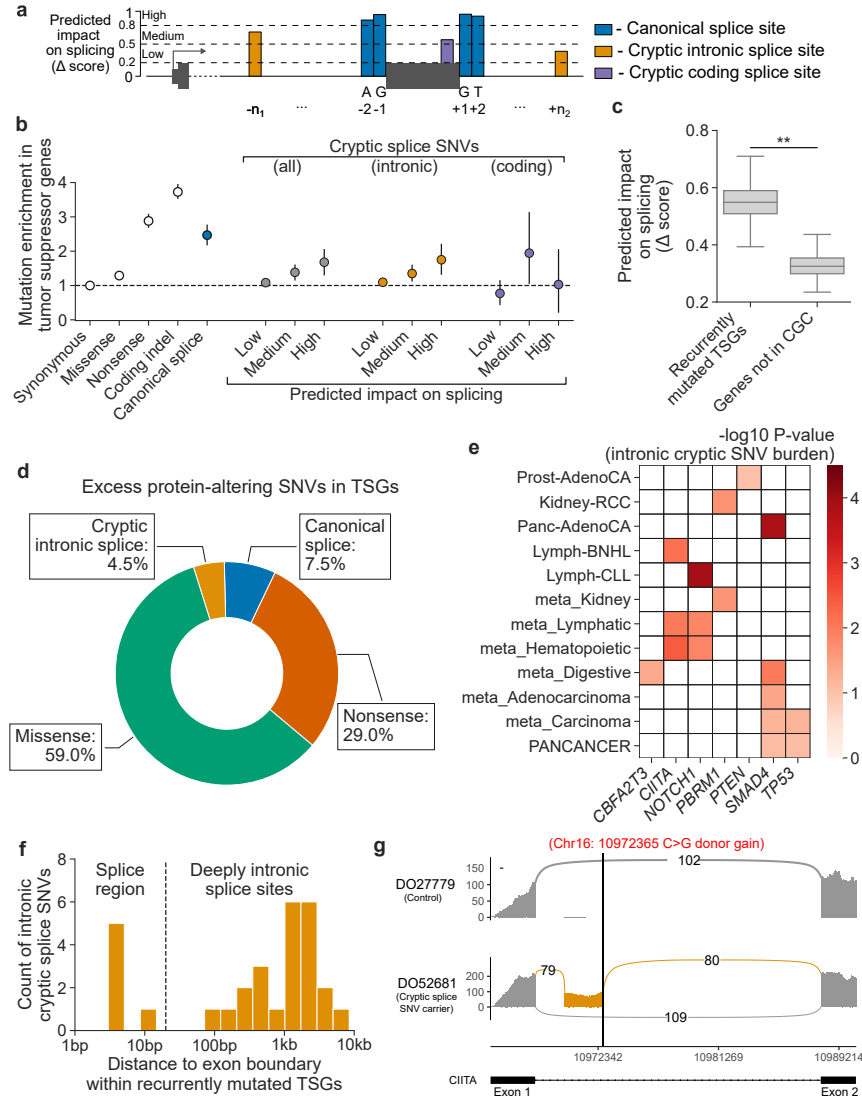 a
Predicted
impact
on splicing
(Δ score)
1
0.8
0.5
0.2
0
High
Medium
Low
A G
G T
-n1
...
-2 -1
+1 +2
...
+n2
- Canonical splice site
- Cryptic intronic splice site
- Cryptic coding splice site
b
Mutation enrichment in
tumor suppressor genes
4
3
2
1
0
Cryptic splice SNVs
(all)
(intronic)
(coding)
Synonymous
Missense
Nonsense
Coding indel
Canonical splice
Low
Medium
High
Low
Medium
High
Low
Medium
High
Predicted impact on splicing
c
Predicted impact
on splicing
(Δ score)
0.8
0.6
0.4
0.2
**
Recurrently
mutated TSGs
Genes not in CGC
d
Excess protein-altering SNVs in TSGs
Cryptic
intronic splice:
4.5%
Canonical
splice:
7.5%
Missense:
59.0%
Nonsense:
29.0%
e
-log10 P-value
(intronic cryptic SNV burden)
Prost-AdenoCA
Kidney-RCC
Panc-AdenoCA
Lymph-BNHL
Lymph-CLL
meta_Kidney
meta_Lymphatic
meta_Hematopoietic
meta_Digestive
meta_Adenocarcinoma
meta_Carcinoma
PANCANCER
CBFA2T3
CIITA
NOTCH1
PBRM1
PTEN
SMAD4
TP53
4
3
2
1
0
f
Count of intronic
cryptic splice SNVs
8
6
4
2
0
Splice
region
Deeply intronic
splice sites
1bp
10bp
100bp
1kb
10kb
Distance to exon boundary
within recurrently mutated TSGs
g
(Chr16: 10972365 C>G donor gain)
DO27779
(Control)
150
100
50
0
102
DO52681
(Cryptic splice
SNV carrier)
200
100
0
79
80
109
10972342
10981269
10989214
CIITA
Exon 1
Exon 2